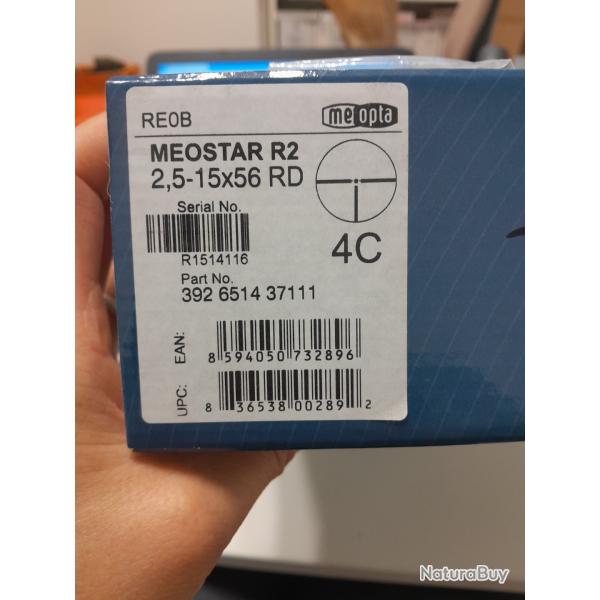 RE0B
meopta
MEOSTAR R2
2,5-15x56 RD
Serial No.
R1514116
4C
Part No.
392 6514 37111
EAN:
8 594050 732896
UPC:
8 36538 00289 2
NaturaBuy